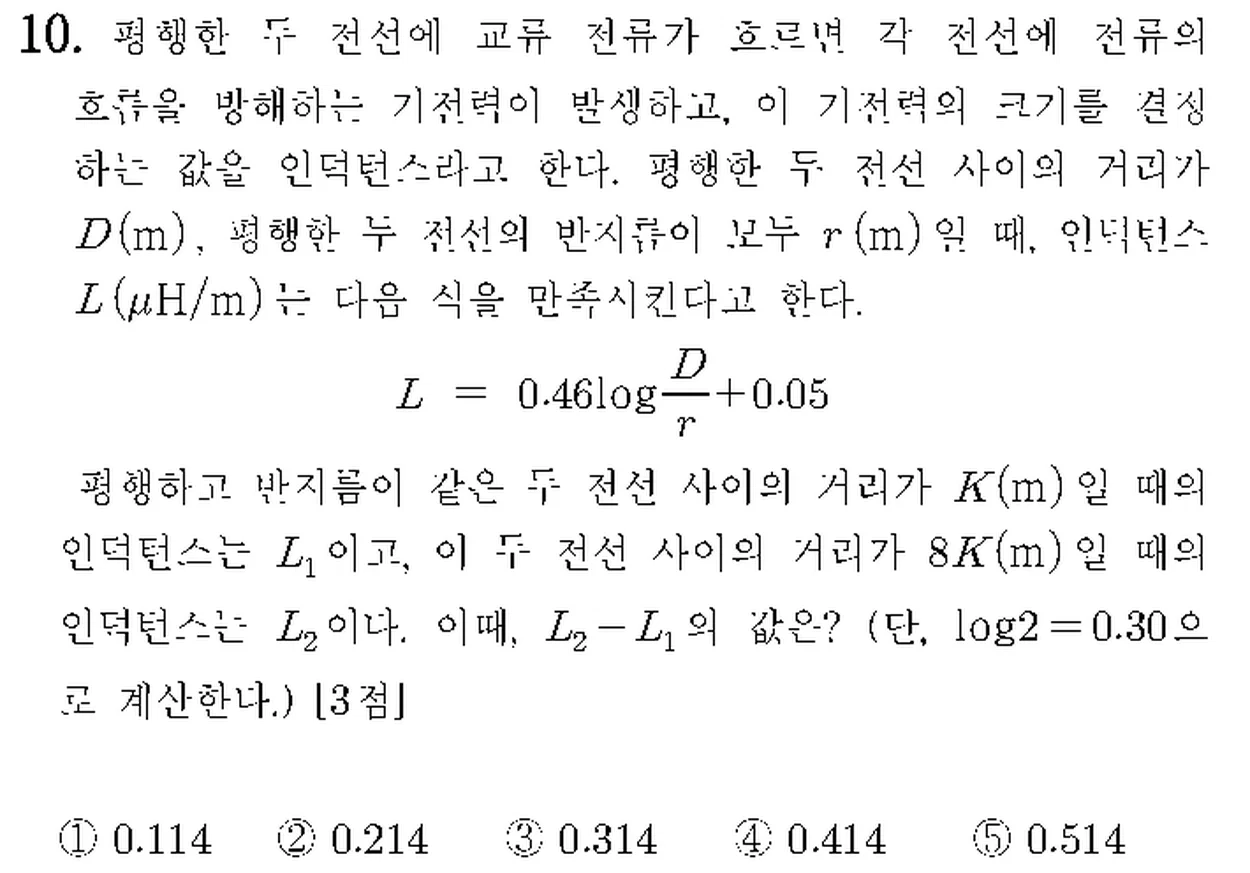 10. 평행한 두 전선에 교류 전류가 흐르면 각 전선에 전류의
흐름을 방해하는 기전력이 발생하고, 이 기전력의 크기를 결정
하는 값을 인덕턴스라고 한다. 평행한 두 전선 사이의 거리가
D(m), 평행한 두 전선의 반지름이 모두 r(m)일 때, 인덕턴스
L(μH/m)는 다음 식을 만족시킨다고 한다.
L = 0.46log D/r + 0.05
평행하고 반지름이 같은 두 전선 사이의 거리가 K(m)일 때의
인덕턴스는 L₁이고, 이 두 전선 사이의 거리가 8K(m)일 때의
인덕턴스는 L₂이다. 이때, L₂-L₁의 값은? (단, log2=0.30으
로 계산한다.) [3점]
① 0.114 ② 0.214 ③ 0.314 ④ 0.414 ⑤ 0.514